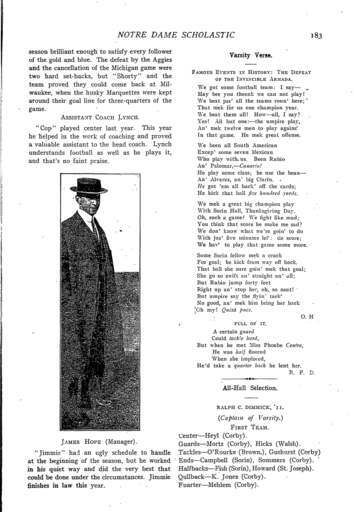 NOTRE DAME SCHOLASTIC 183
season brilliant enough to satisfy every follower
of the gold and blue. The defeat by the Aggies
and the cancellation of the Michigan game were
two hard set-backs, but "Shorty" and the
team proved they could come back at Mil-
waukee, when the husky Marquettes were kept
around their goal line for three-quarters of the
game.
ASSISTANT COACH LYNCH.
"Cop" played center last year. This year
he helped in the work of coaching and proved
a valuable assistant to the head coach. Lynch
understands football as well as he plays it,
and that's no faint praise.
JAMES HOPE (Manager).
"Jimmie" had an ugly schedule to handle
at the beginning of the season, but he worked
in his quiet way and did the very best that
could be done under the circumstances. Jimmie
finishes in law this year.
Varsity Verse.
FAMOUS EVENTS IN HISTORY: THE DEFEAT
OF THE INVINCIBLE ARMADA.
We got some football team: I say—
May bee you theenk we can not play!
We beat pas' all the teams roun' here;
That mek for us one champion year.
We beat them all! How—all, I say?
Yes! All but one:—the umpire play,
An' mek twelve men to play against'
In that game. He mek great offense.
We been all South American
Excep' some seven Mexican
Who play with us. Been Rubio
An' Palomar,—Canario!
He play some class; he use the bean—
An' Alvarez, an' big Clarin.
He get 'em all back' off the cards;
He kick that ball five hundred yards.
We mek a great big champion play
With Sorin Hall, Thanksgiving Day.
Oh, such a game! We fight like mad;
You think that score he make me sad?
We don' know what we're goin' to do
With jus' five minutes lef': six score;
We hav' to play that game some more.
Some Sorin fellow mek a crack
For goal; he kick from way off back.
That ball she sure goin' mek that goal;
She go so swift an' straight an' all;
But Rubio jump forty feet
Right up an' stop her, oh, so neat!
But umpire say the flyin' tack'
No good, an' mek him bring her back
Oh my! Quint pace.
O. H
FULL OF IT.
A certain guard
Could tackle hard,
But when he met Miss Phoebe Centre,
He was half floored
When she implored,
He'd take a quarter back he lent her.
R. P. D.
All-Hall Selection.
RALPH C. DIMMICK, '11.
(Captain of Varsity.)
FIRST TEAM.
Center—Heyl (Corby).
Guards—Mortz (Corby), Hicks (Walsh).
Tackles—O'Rourke (Brown.), Gushurst (Corby)
Ends—Campbell (Sorin), Sommers (Corby).
Halfbacks—Fish (Sorin), Howard (St. Joseph).
Qullback—K. Jones (Corby).
Fuarter—Mehlem (Corby).